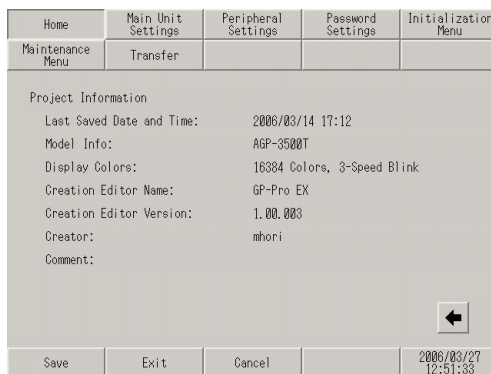 Home
Main Unit
Settings
Peripheral
Settings
Password
Settings
Initialization
Menu
Maintenance
Menu
Transfer
Project Information
Last Saved Date and Time: 2006/03/14 17:12
Model Info: AGP-3500T
Display Colors: 16384 Colors, 3-Speed Blink
Creation Editor Name: GP-Pro EX
Creation Editor Version: 1.00.003
Creator: mhori
Comment:
Save
Exit
Cancel
2006/03/27
12:51:33